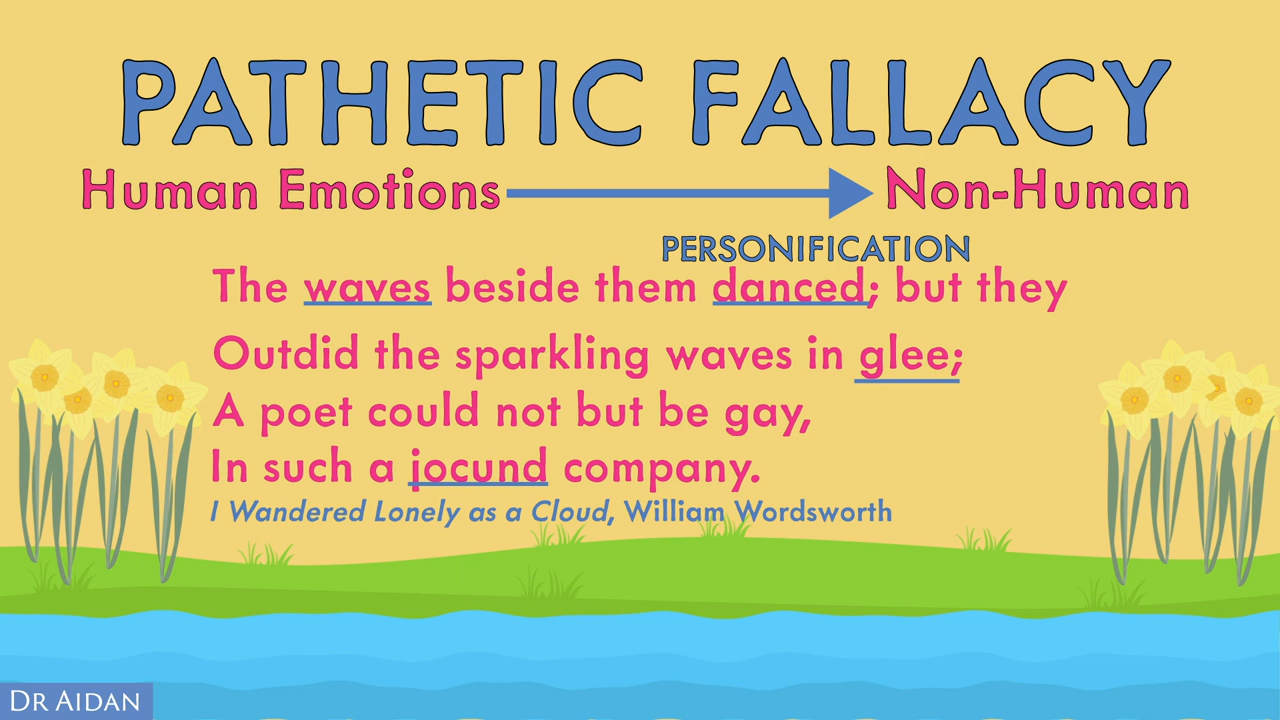 PATHETIC FALLACY
Human Emotions Non-Human
PERSONIFICATION
The waves beside them danced; but they
Outdid the sparkling waves in glee;
A poet could not but be gay,
In such a jocund company.
I Wandered Lonely as a Cloud, William Wordsworth
DR AIDAN